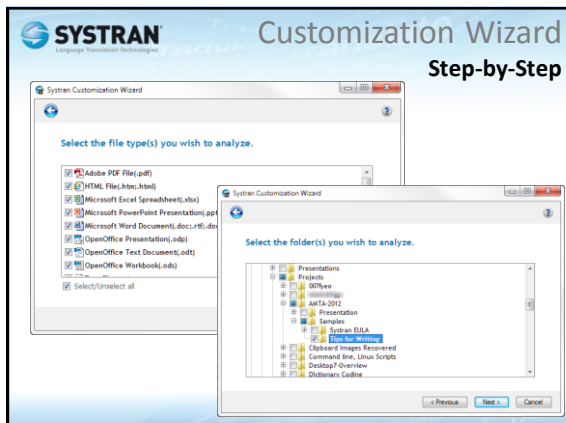 SYSTRAN
Language Translation Technologies
Customization Wizard
Step-by-Step
Systran Customization Wizard
Select the file type(s) you wish to analyze.
Adobe PDF File(.pdf)
HTML File(.htm;.html)
Microsoft Excel Spreadsheet(.xlsx)
Microsoft PowerPoint Presentation(.ppt
Microsoft Word Document(.doc;.rtf;.do
OpenOffice Presentation(.odp)
OpenOffice Text Document(.odt)
OpenOffice Workbook(.ods)
Select/Unselect all
Systran Customization Wizard
Select the folder(s) you wish to analyze.
Presentations
Projects
007fyeo
AMTA-2012
Presentation
Samples
Systran EULA
Tips for Writing
Clipboard Images Recovered
Command line, Linux Scripts
Desktop7-Overview
Dictionary Coding
< Previous
Next >
Cancel